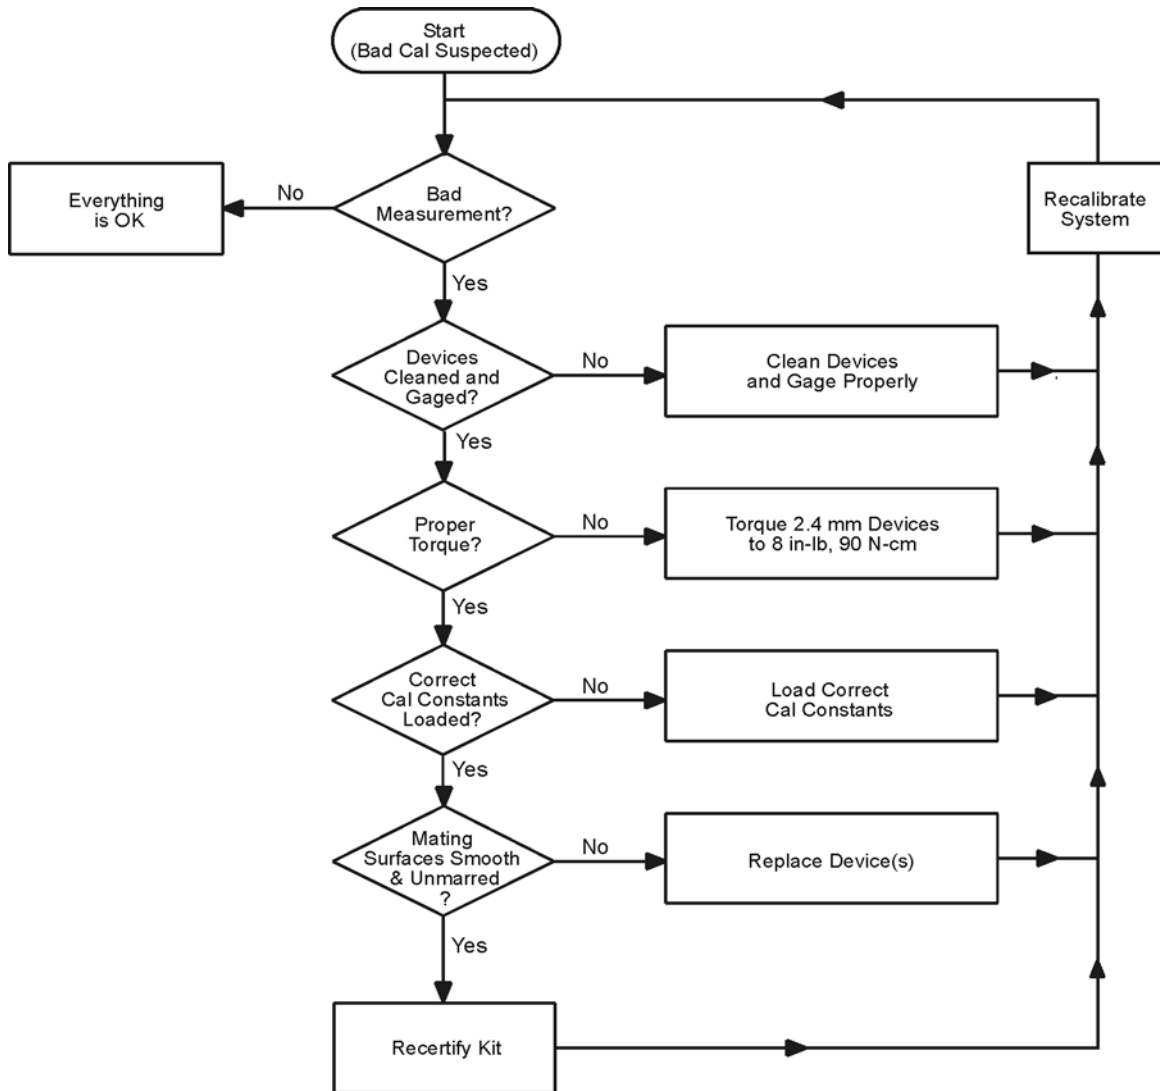 Start
(Bad Cal Suspected)
Everything
is OK
No
Bad
Measurement?
Recalibrate
System
Yes
Devices
Cleaned and
Gaged?
No
Clean Devices
and Gage Properly
Yes
Proper
Torque?
No
Torque 2.4 mm Devices
to 8 in-lb, 90 N-cm
Yes
Correct
Cal Constants
Loaded?
No
Load Correct
Cal Constants
Yes
Mating
Surfaces Smooth
& Unmarred
?
No
Replace Device(s)
Yes
Recertify Kit